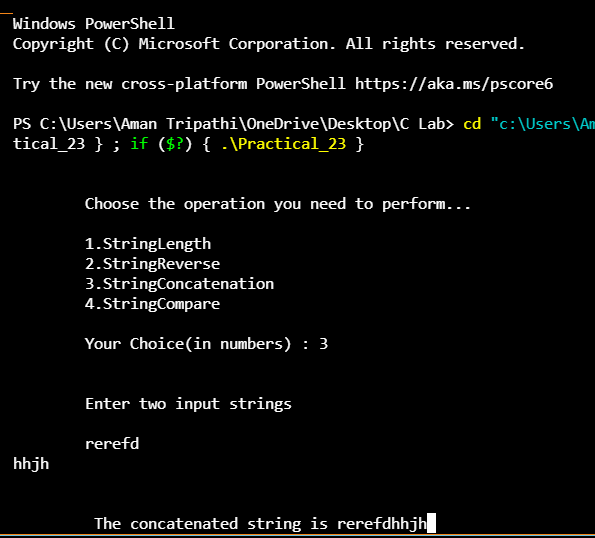 Windows PowerShell
Copyright (C) Microsoft Corporation. All rights reserved.
Try the new cross-platform PowerShell https://aka.ms/pscore6
PS C:\Users\Aman Tripathi\OneDrive\Desktop\C Lab> cd "c:\Users\Am
tical_23 } ; if ($?) { .\Practical_23 }
Choose the operation you need to perform...
1.StringLength
2.StringReverse
3.StringConcatenation
4.StringCompare
Your Choice(in numbers) : 3
Enter two input strings
rerefd
hhjh
The concatenated string is rerefdhhjh